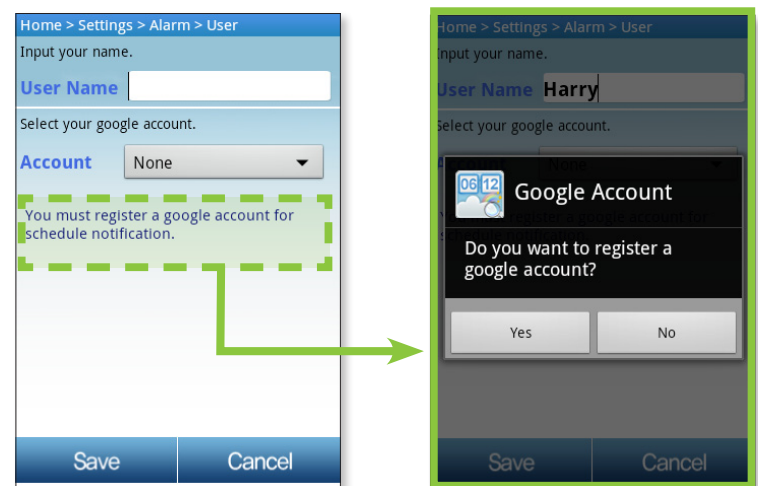 Home > Settings > Alarm > User
Input your name.
User Name
Select your google account.
Account None
You must register a google account for
schedule notification.
Save Cancel
Home > Settings > Alarm > User
Input your name.
User Name Harry
Select your google account.
Account None
06 12
Google Account
Do you want to register a
google account?
Yes No
Save Cancel